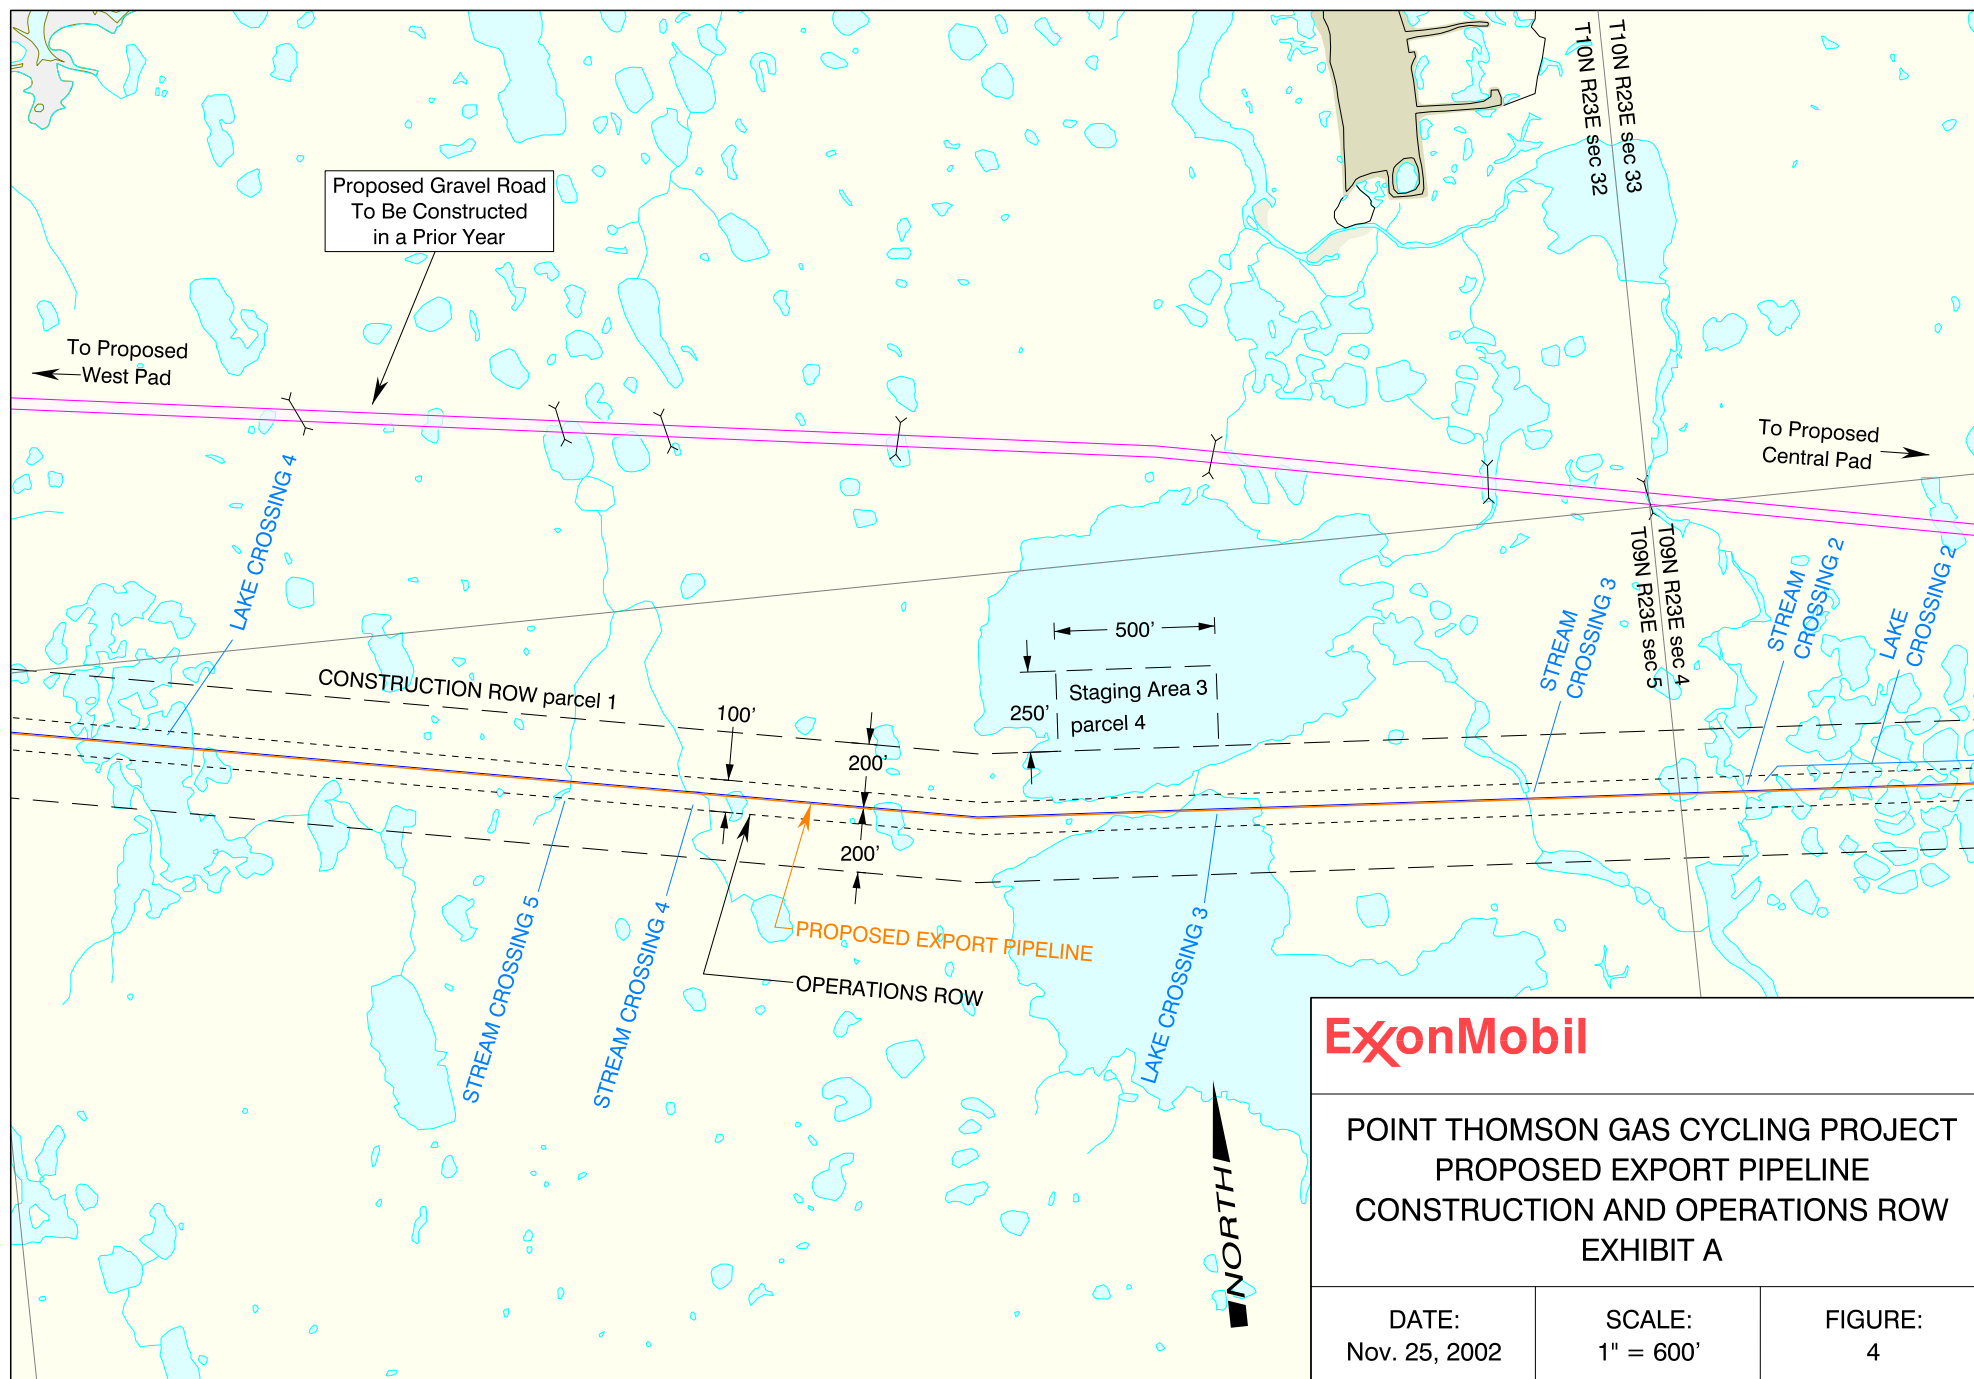 T10N R23E sec 33
T10N R23E sec 32
Proposed Gravel Road
To Be Constructed
in a Prior Year
To Proposed
West Pad
To Proposed
Central Pad
LAKE CROSSING 4
T09N R23E sec 4
T09N R23E sec 5
STREAM
CROSSING 3
STREAM
CROSSING 2
LAKE
CROSSING 2
500’
250’
Staging Area 3
parcel 4
CONSTRUCTION ROW parcel 1
100’
200’
200’
PROPOSED EXPORT PIPELINE
OPERATIONS ROW
STREAM CROSSING 5
STREAM CROSSING 4
LAKE CROSSING 3
NORTH
ExxonMobil
POINT THOMSON GAS CYCLING PROJECT
PROPOSED EXPORT PIPELINE
CONSTRUCTION AND OPERATIONS ROW
EXHIBIT A
DATE:
Nov. 25, 2002
SCALE:
1" = 600’
FIGURE:
4